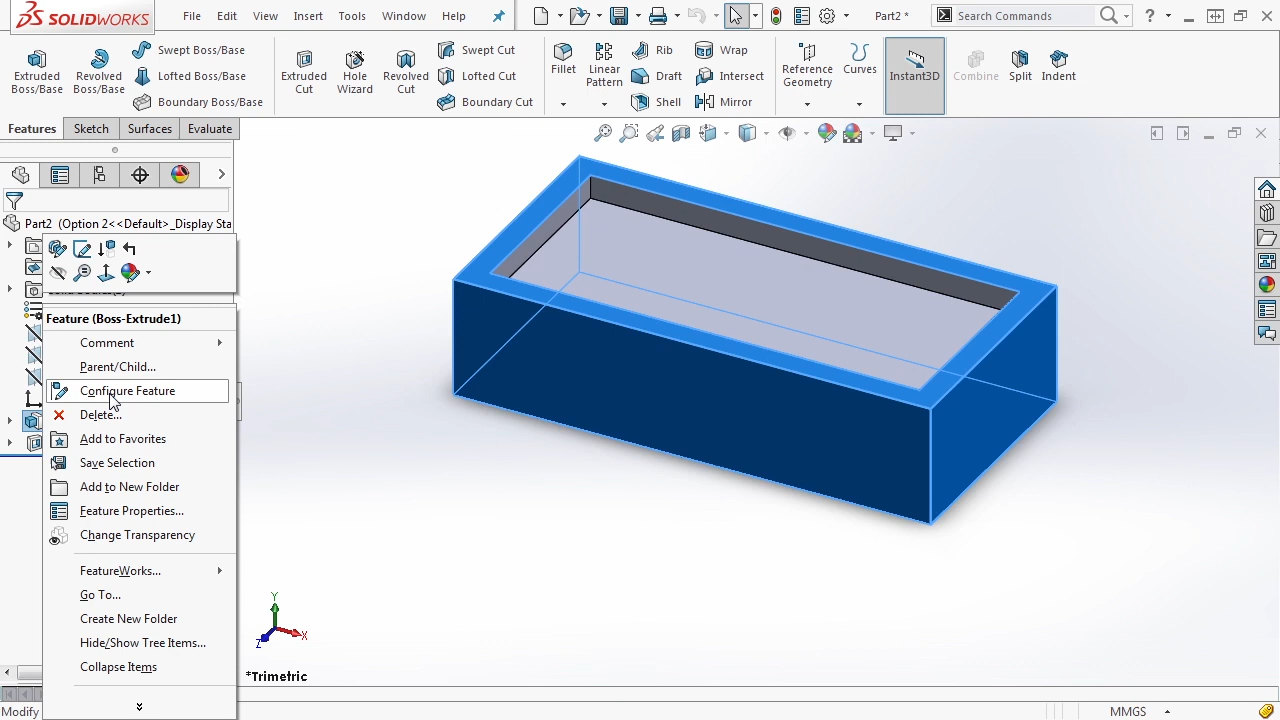 SOLIDWORKS File Edit View Insert Tools Window Help Part2 * Search Commands ?
Extruded Boss/Base
Revolved Boss/Base
Swept Boss/Base
Lofted Boss/Base
Boundary Boss/Base
Extruded Cut
Hole Wizard
Revolved Cut
Swept Cut
Lofted Cut
Boundary Cut
Fillet
Linear Pattern
Rib
Draft
Shell
Wrap
Intersect
Mirror
Reference Geometry
Curves
Instant3D
Combine
Split
Indent
Features Sketch Surfaces Evaluate
Part2 (Option 2<<Default>_Display Sta
Feature (Boss-Extrude1)
Comment
Parent/Child...
Configure Feature
Delete...
Add to Favorites
Save Selection
Add to New Folder
Feature Properties...
Change Transparency
FeatureWorks...
Go To...
Create New Folder
Hide/Show Tree Items...
Collapse Items
Y
X
Z
*Trimetric
Modify
MMGS